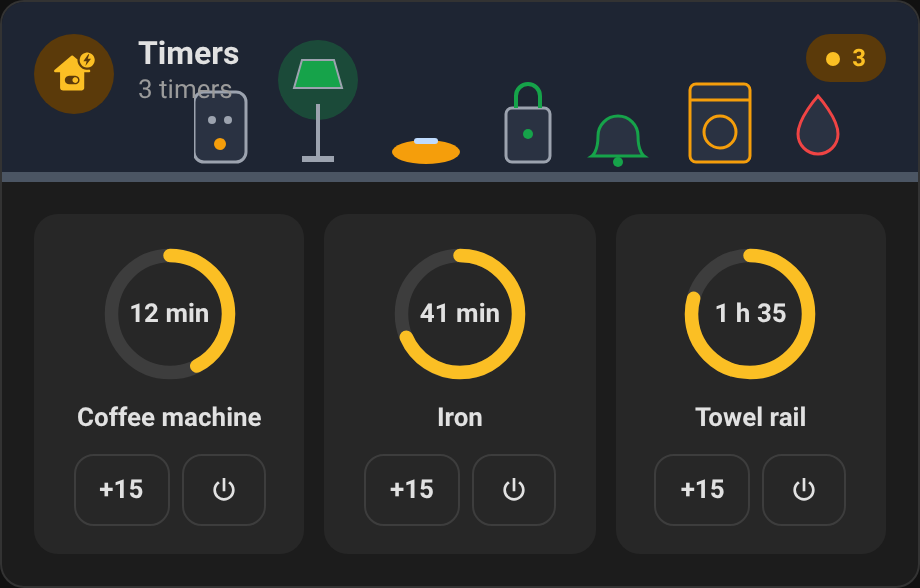 Timers
3 timers
3
12 min
41 min
1 h 35
Coffee machine
Iron
Towel rail
+15
+15
+15